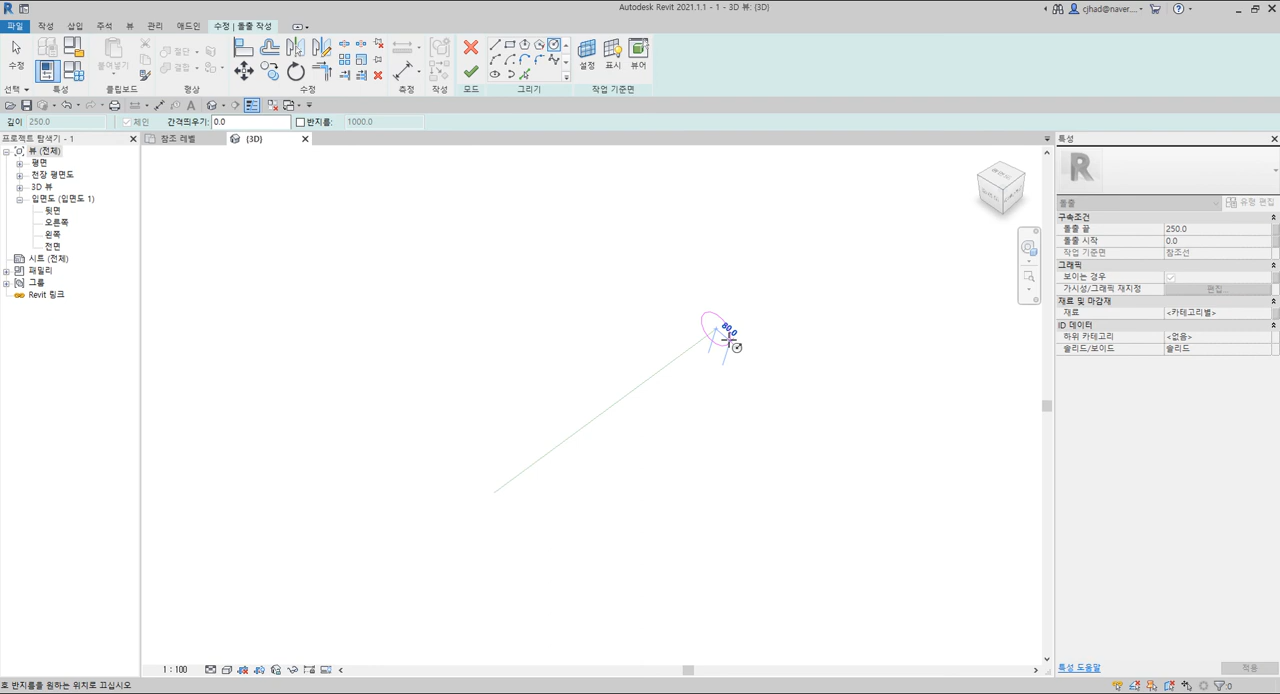 Autodesk Revit 2021.1.1 - 1 - 3D 뷰: {3D}
cjhad@naver....
파일 작성 삽입 주석 뷰 관리 애드인 수정 | 돌출 작성
수정
붙여넣기
절단
결합
설정 표시 뷰어
선택 특성 클립보드 형상 수정 측정 작성 모드 그리기 작업 기준면
깊이 250.0 체인 간격띄우기: 0.0 반지름: 1000.0
프로젝트 탐색기 - 1
참조 레벨
{3D}
특성
뷰 (전체)
평면
천장 평면도
3D 뷰
입면도 (입면도 1)
뒷면
오른쪽
왼쪽
전면
시트 (전체)
패밀리
그룹
Revit 링크
80.0
돌출
유형 편집
구속조건
돌출 끝 250.0
돌출 시작 0.0
작업 기준면 참조선
그래픽
보이는 경우
가시성/그래픽 재지정 편집...
재료 및 마감재
재료 <카테고리별>
ID 데이터
하위 카테고리 <없음>
솔리드/보이드 솔리드
1 : 100
특성 도움말
적용
호 반지름을 원하는 위치로 끄십시오
:0